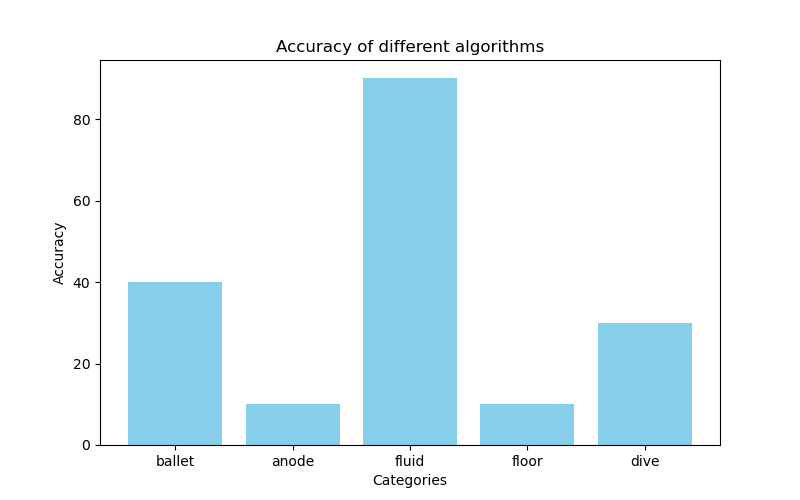 Accuracy of different algorithms
Accuracy
80
60
40
20
0
ballet anode fluid floor dive
Categories